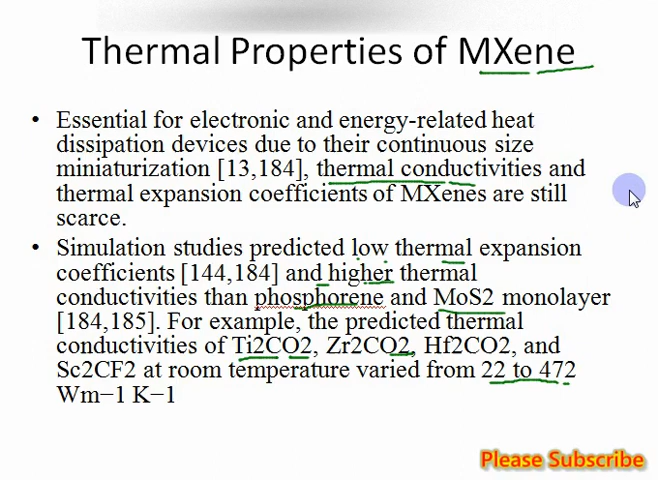 Thermal Properties of MXene
• Essential for electronic and energy-related heat
dissipation devices due to their continuous size
miniaturization [13,184], thermal conductivities and
thermal expansion coefficients of MXenes are still
scarce.
• Simulation studies predicted low thermal expansion
coefficients [144,184] and higher thermal
conductivities than phosphorene and MoS2 monolayer
[184,185]. For example, the predicted thermal
conductivities of Ti2CO2, Zr2CO2, Hf2CO2, and
Sc2CF2 at room temperature varied from 22 to 472
Wm−1 K−1
Please Subscribe